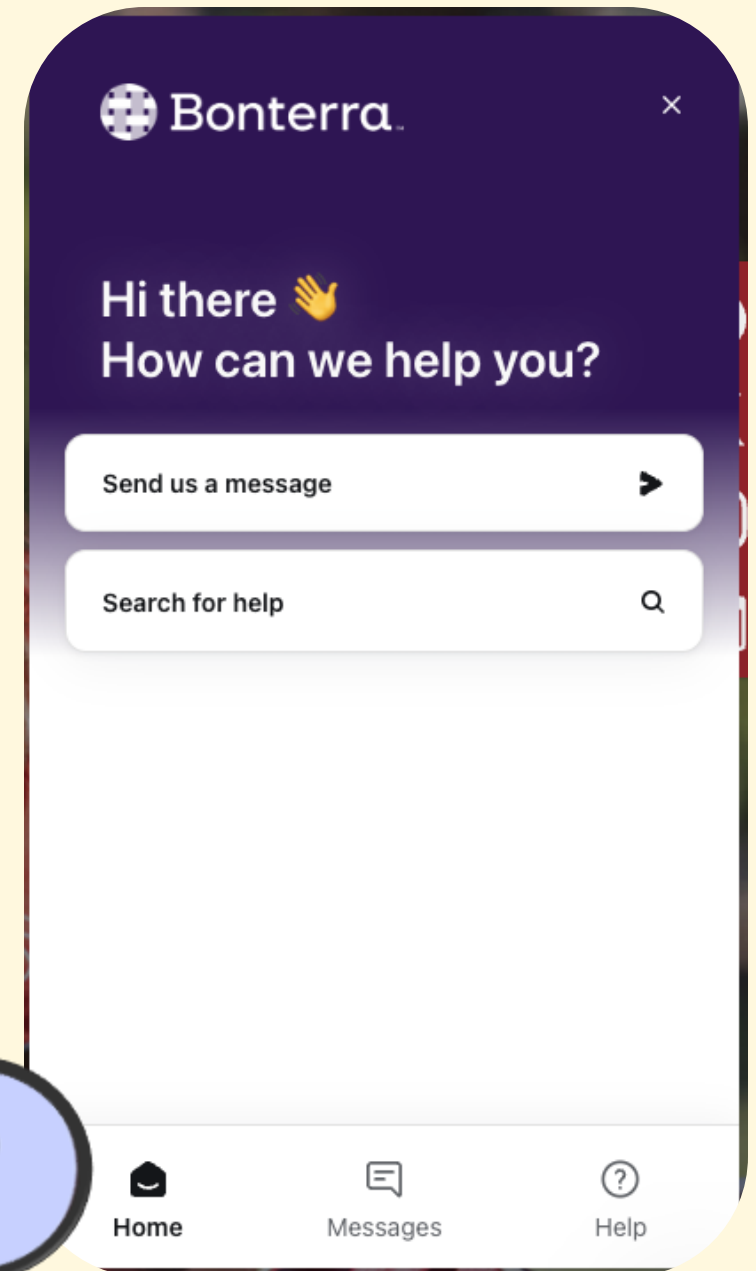 Bonterra
Hi there 👋
How can we help you?
Send us a message
Search for help
Home
Messages
Help